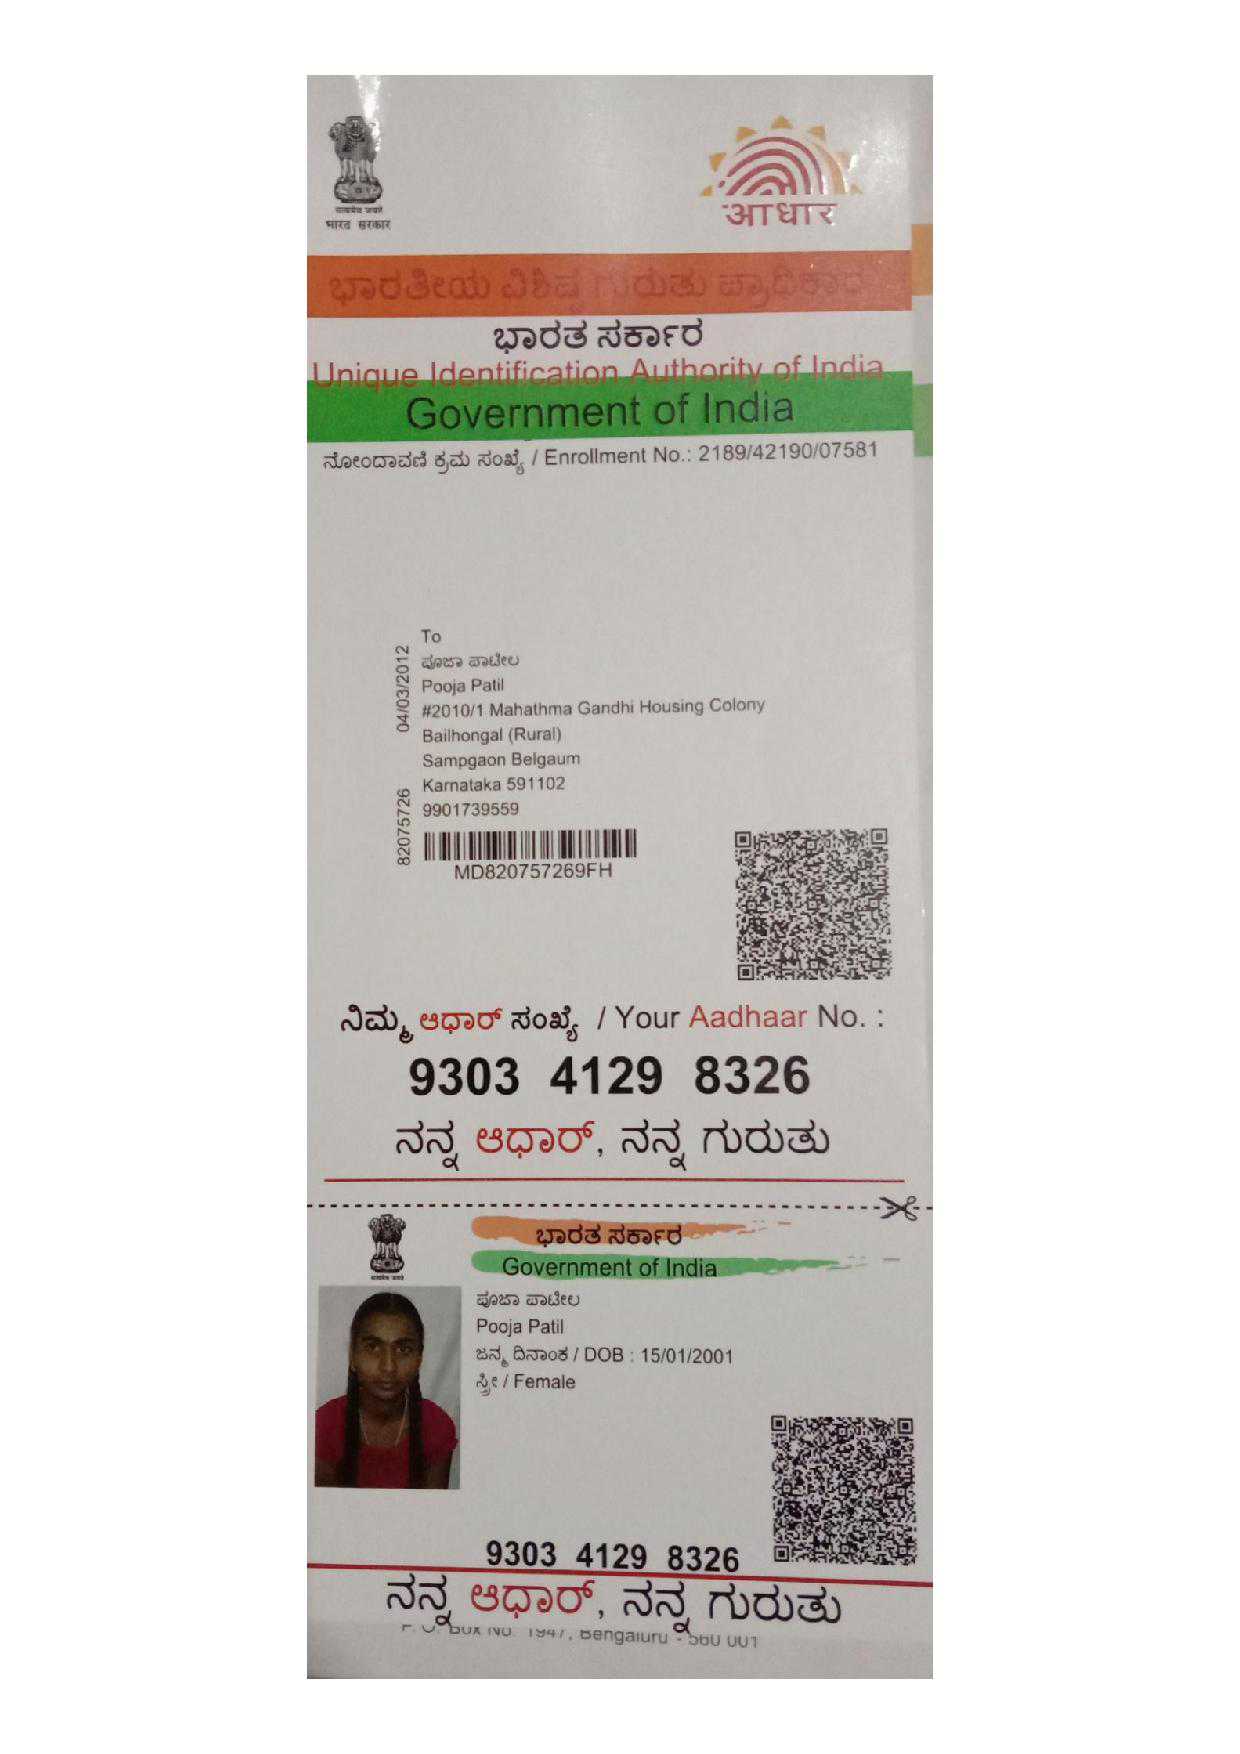 सत्यमेव जयते
भारत सरकार
आधार
ಭಾರತೀಯ ವಿಶಿಷ್ಟ ಗುರುತು ಪ್ರಾಧಿಕಾರ
ಭಾರತ ಸರ್ಕಾರ
Unique Identification Authority of India
Government of India
ನೋಂದಾವಣಿ ಕ್ರಮ ಸಂಖ್ಯೆ / Enrollment No.: 2189/42190/07581
To
ಪೂಜಾ ಪಾಟೀಲ
Pooja Patil
#2010/1 Mahathma Gandhi Housing Colony
Bailhongal (Rural)
Sampgaon Belgaum
Karnataka 591102
9901739559
82075726 04/03/2012
MD820757269FH
ನಿಮ್ಮ ಆಧಾರ್ ಸಂಖ್ಯೆ / Your Aadhaar No. :
9303 4129 8326
ನನ್ನ ಆಧಾರ್, ನನ್ನ ಗುರುತು
ಭಾರತ ಸರ್ಕಾರ
Government of India
ಪೂಜಾ ಪಾಟೀಲ
Pooja Patil
ಜನ್ಮ ದಿನಾಂಕ / DOB : 15/01/2001
ಸ್ತ್ರೀ / Female
9303 4129 8326
ನನ್ನ ಆಧಾರ್, ನನ್ನ ಗುರುತು
P. O. Box No. 1947, Bengaluru - 560 001